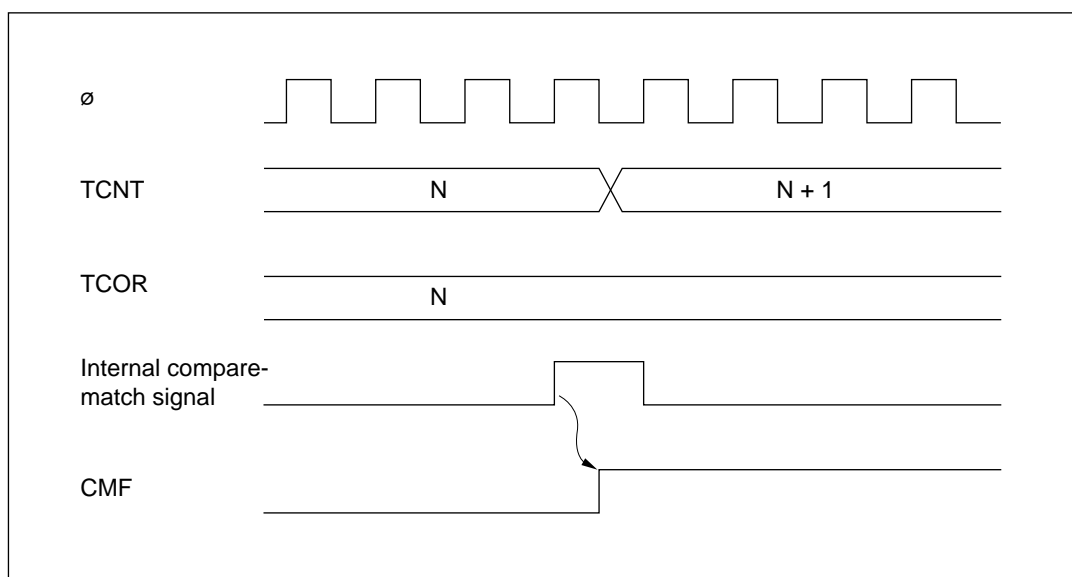 ø
TCNT
N
N + 1
TCOR
N
Internal compare-
match signal
CMF